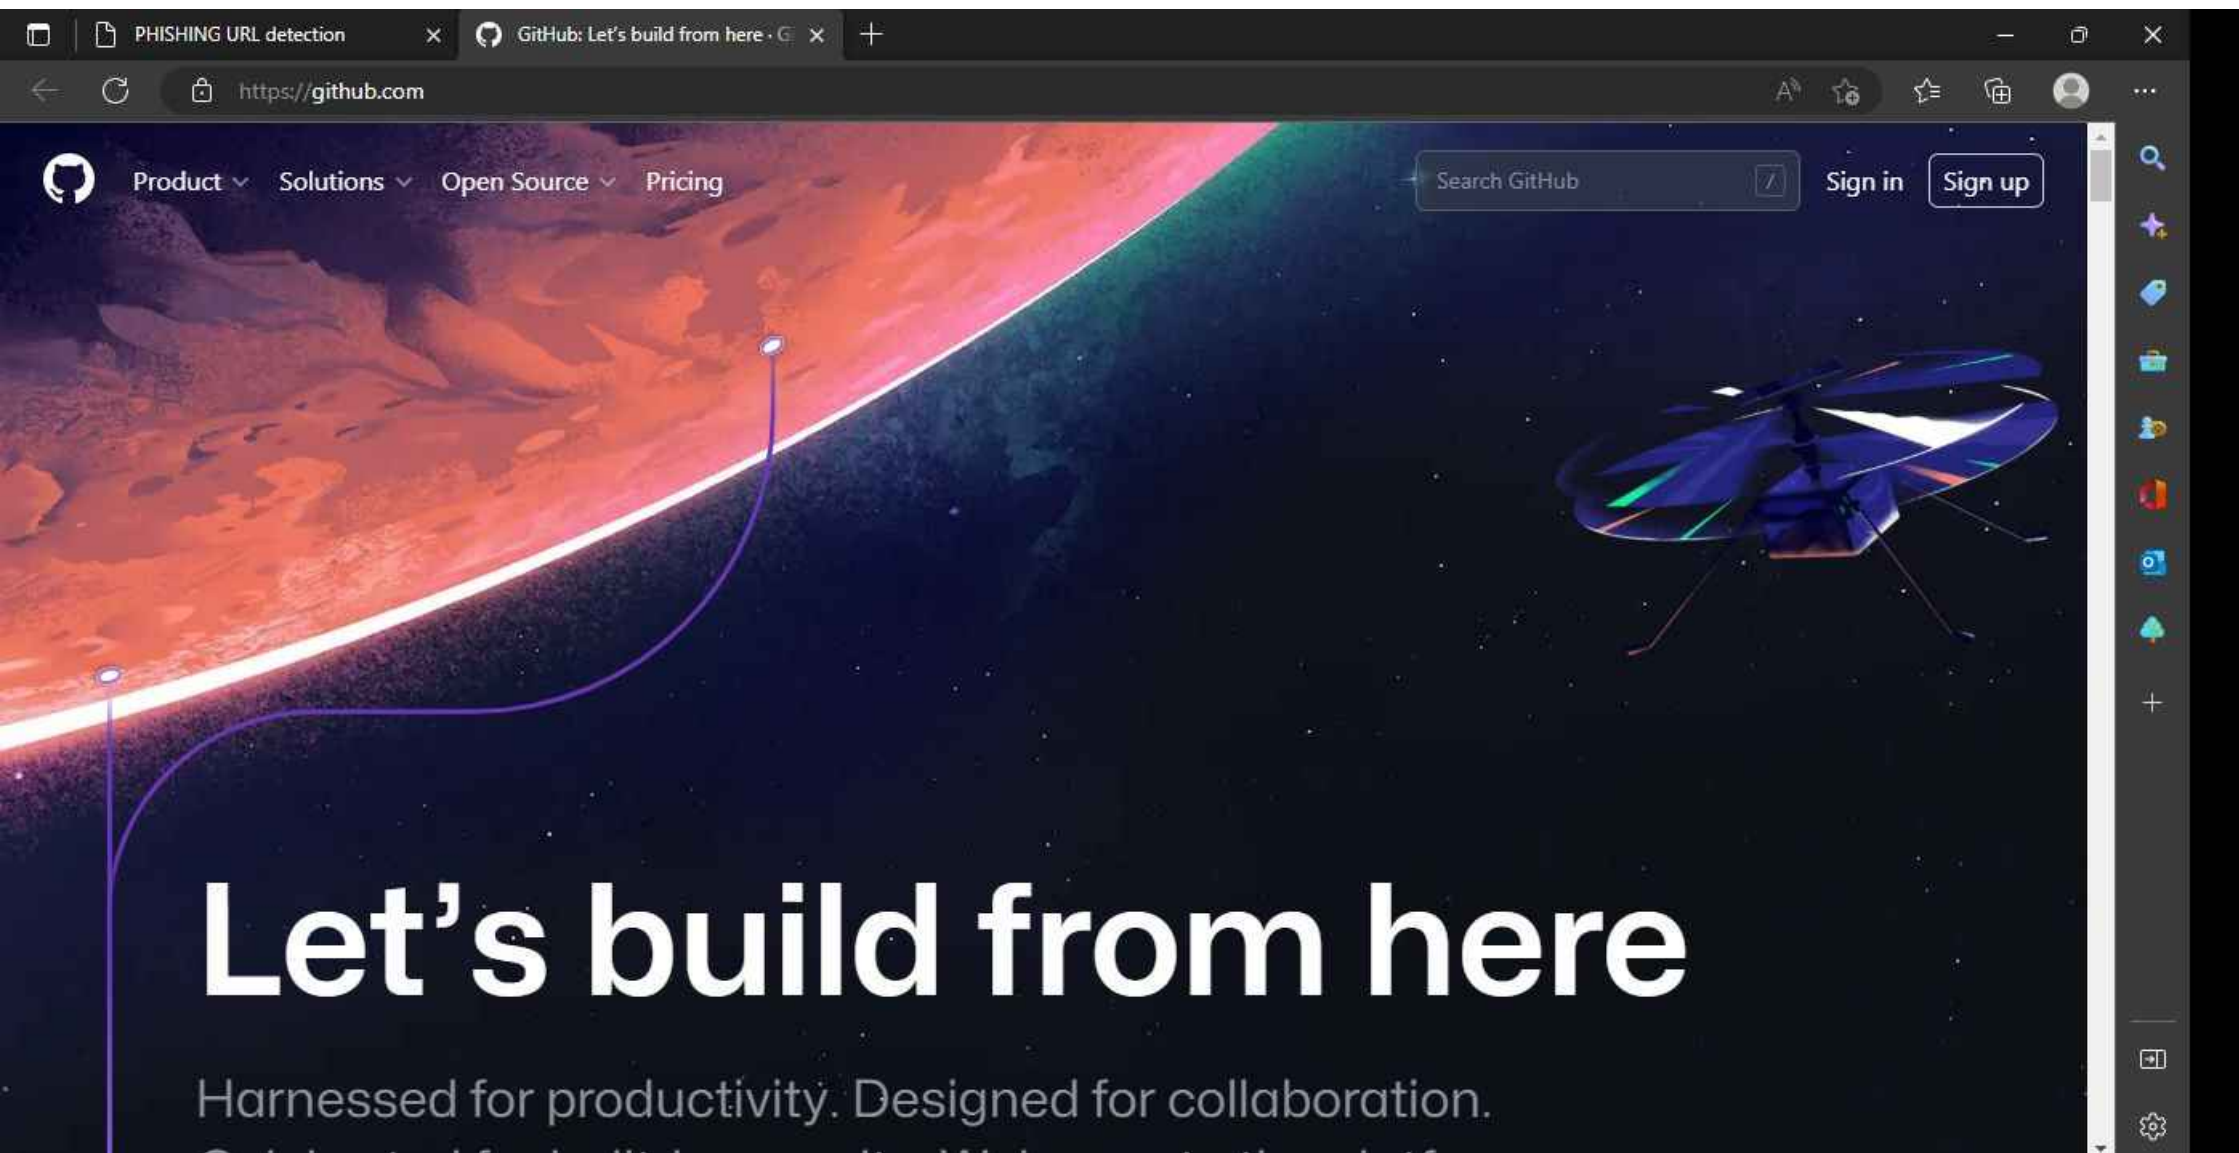 PHISHING URL detection
GitHub: Let's build from here · G
https://github.com
Product
Solutions
Open Source
Pricing
Search GitHub
/
Sign in
Sign up
Let's build from here
Harnessed for productivity. Designed for collaboration.